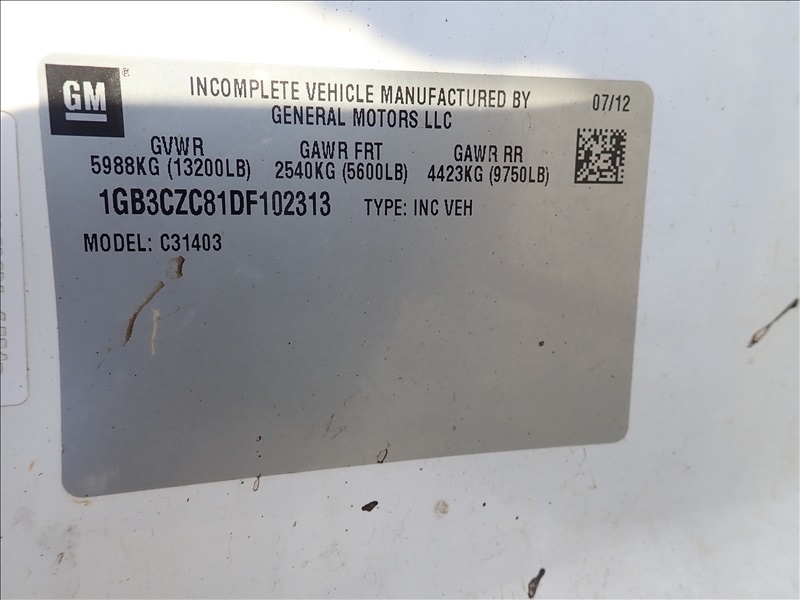 GM ®
INCOMPLETE VEHICLE MANUFACTURED BY
GENERAL MOTORS LLC
07/12
GVWR GAWR FRT GAWR RR
5988KG (13200LB) 2540KG (5600LB) 4423KG (9750LB)
1GB3CZC81DF102313 TYPE: INC VEH
MODEL: C31403